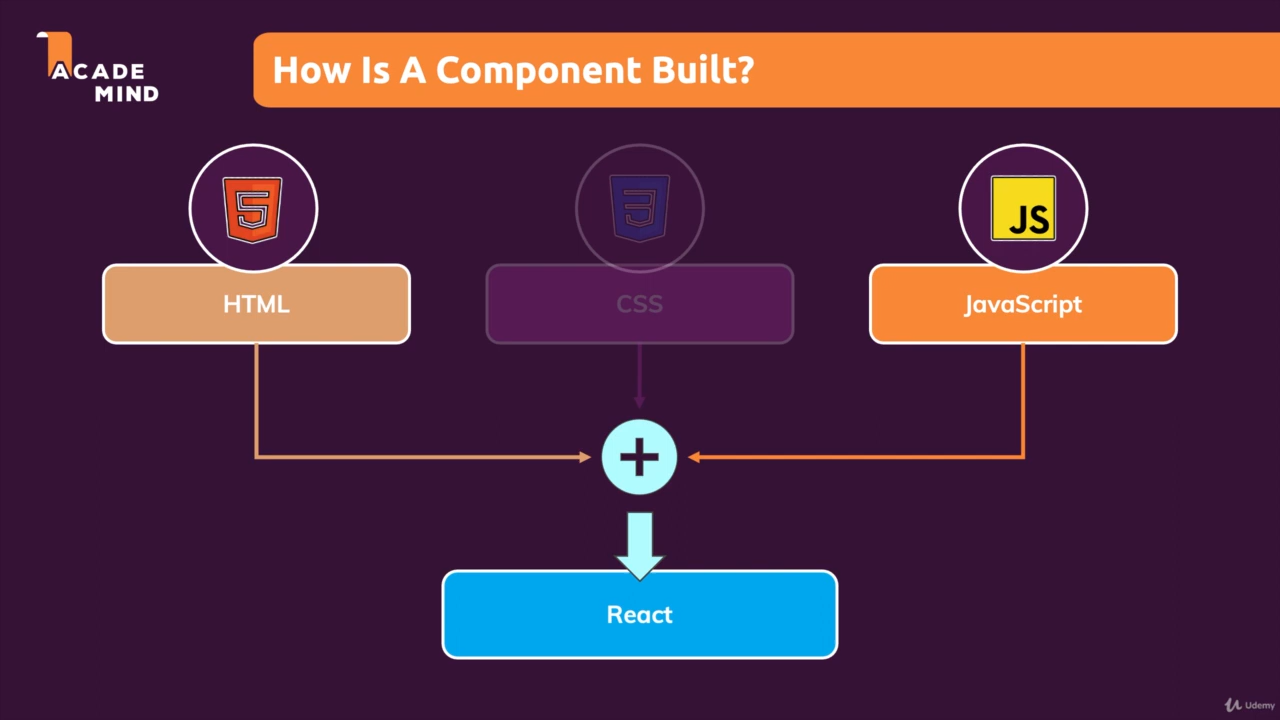 ACADE
MIND
How Is A Component Built?
5
3
JS
HTML
CSS
JavaScript
+
React
Udemy